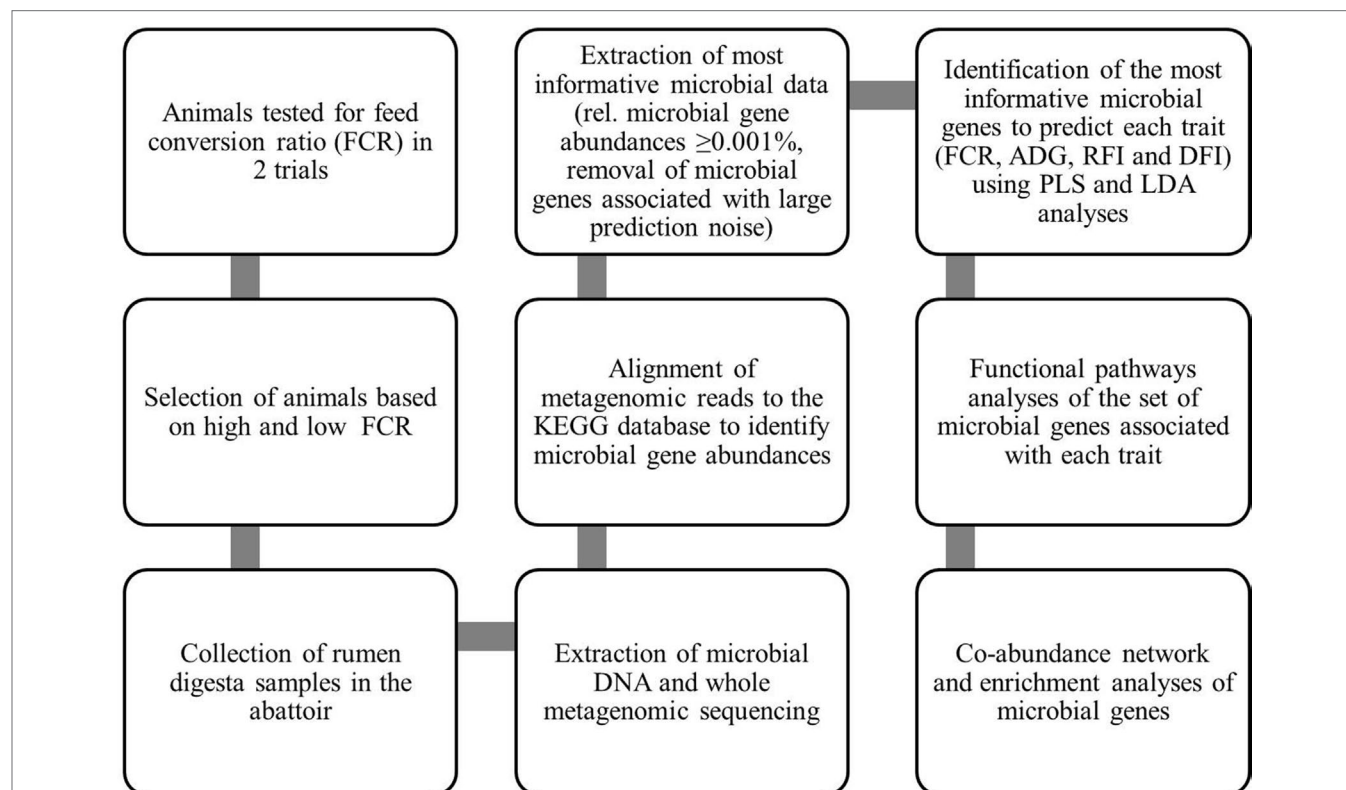 Animals tested for feed
conversion ratio (FCR) in
2 trials
Selection of animals based
on high and low FCR
Collection of rumen
digesta samples in the
abattoir
Extraction of microbial
DNA and whole
metagenomic sequencing
Alignment of
metagenomic reads to the
KEGG database to identify
microbial gene abundances
Extraction of most
informative microbial data
(rel. microbial gene
abundances ≥0.001%,
removal of microbial
genes associated with large
prediction noise)
Identification of the most
informative microbial
genes to predict each trait
(FCR, ADG, RFI and DFI)
using PLS and LDA
analyses
Functional pathways
analyses of the set of
microbial genes associated
with each trait
Co-abundance network
and enrichment analyses of
microbial genes